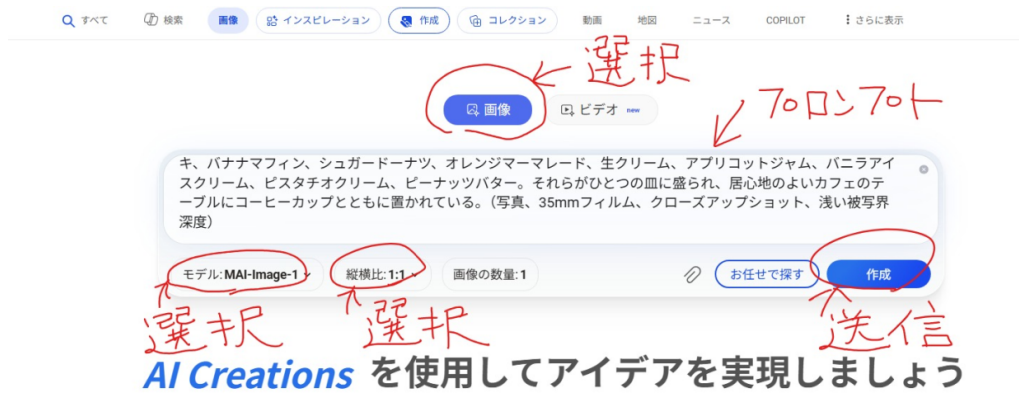 すべて 検索 画像 インスピレーション 作成 コレクション 動画 地図 ニュース COPILOT さらに表示
選択
画像 ビデオ new
プロンプト
キ、バナナマフィン、シュガードーナツ、オレンジマーマレード、生クリーム、アプリコットジャム、バニラアイ
スクリーム、ピスタチオクリーム、ピーナッツバター。それらがひとつの皿に盛られ、居心地のよいカフェのテ
ーブルにコーヒーカップとともに置かれている。（写真、35mmフィルム、クローズアップショット、浅い被写界
深度）
モデル:MAI-Image-1 縦横比:1:1 画像の数量:1 お任せで探す 作成
選択 選択 送信
AI Creations を使用してアイデアを実現しましょう